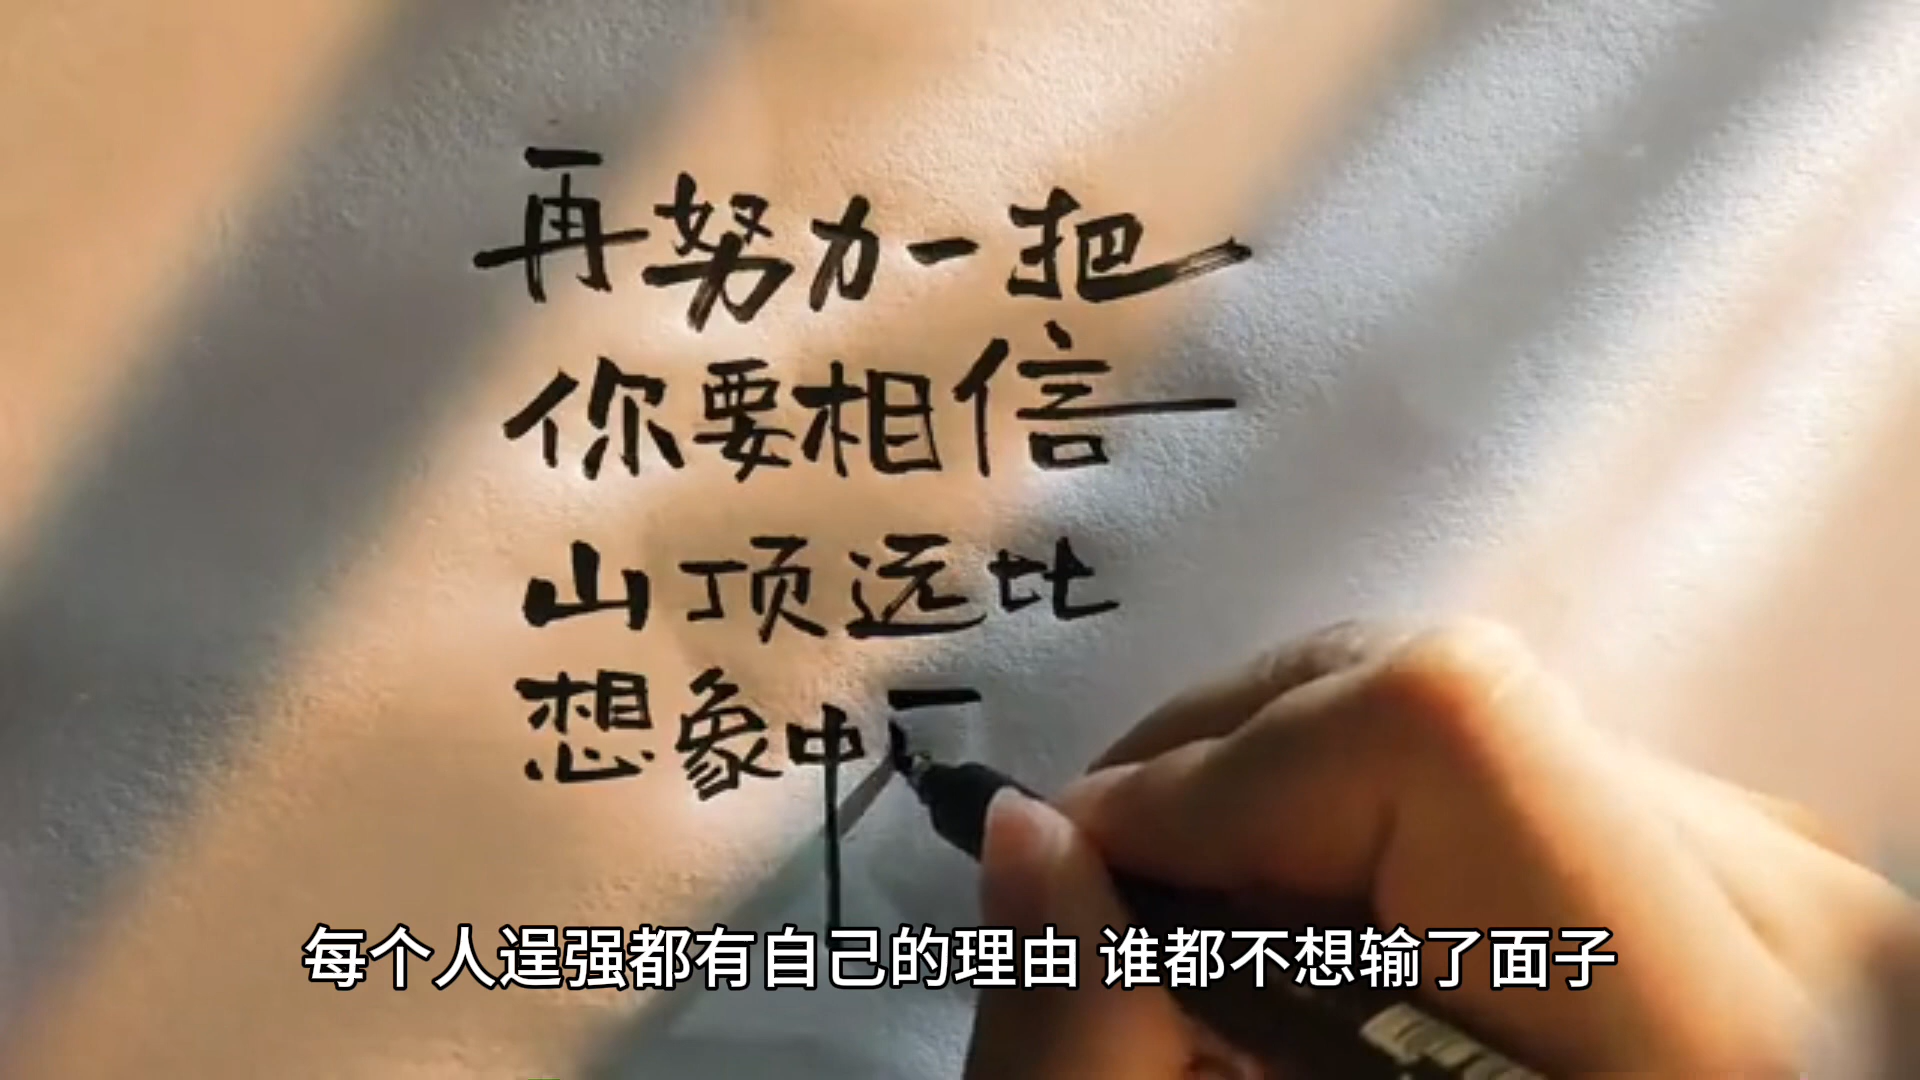 再努力一把
你要相信
山顶远比
想象中
每个人逞强都有自己的理由 谁都不想输了面子